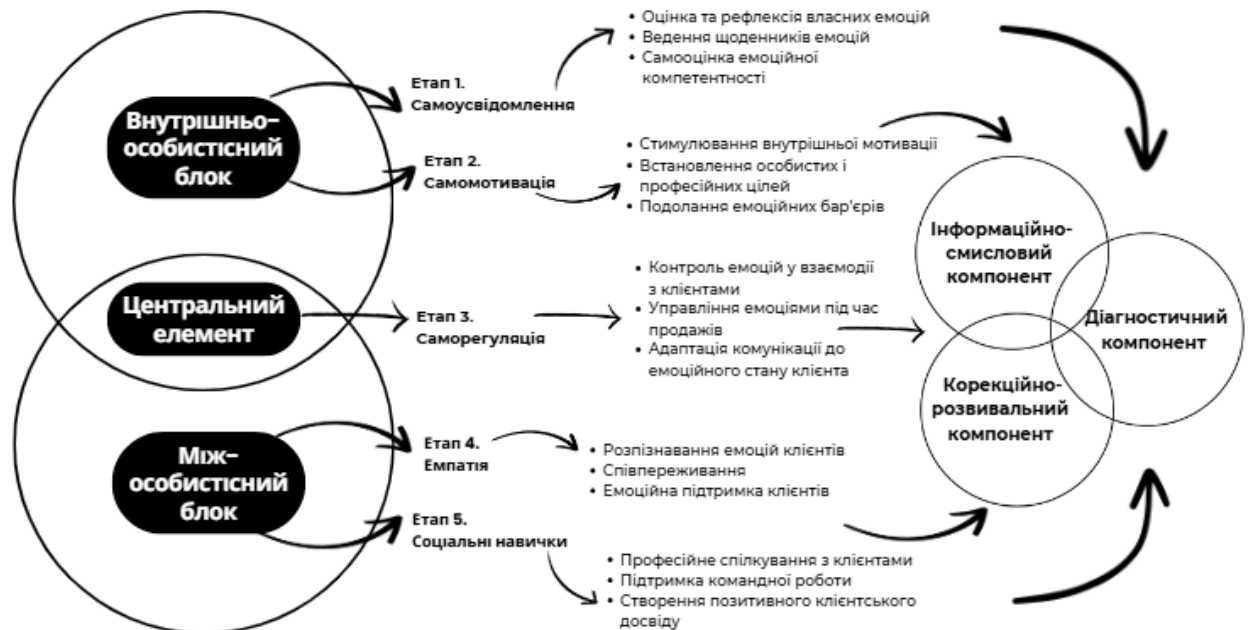 Внутрішньо-
особистісний
блок
Етап 1.
Самоусвідомлення
• Оцінка та рефлексія власних емоцій
• Ведення щоденників емоцій
• Самооцінка емоційної
компетентності
Етап 2.
Самомотивація
• Стимулювання внутрішньої мотивації
• Встановлення особистих і
професійних цілей
• Подолання емоційних бар'єрів
Центральний
елемент
Етап 3.
Саморегуляція
• Контроль емоцій у взаємодії
з клієнтами
• Управління емоціями під час
продажів
• Адаптація комунікації до
емоційного стану клієнта
Між-
особистісний
блок
Етап 4.
Емпатія
• Розпізнавання емоцій клієнтів
• Співпереживання
• Емоційна підтримка клієнтів
Етап 5.
Соціальні навички
• Професійне спілкування з клієнтами
• Підтримка командної роботи
• Створення позитивного клієнтського
досвіду
Інформаційно-
смисловий
компонент
Діагностичний
компонент
Корекційно-
розвивальний
компонент